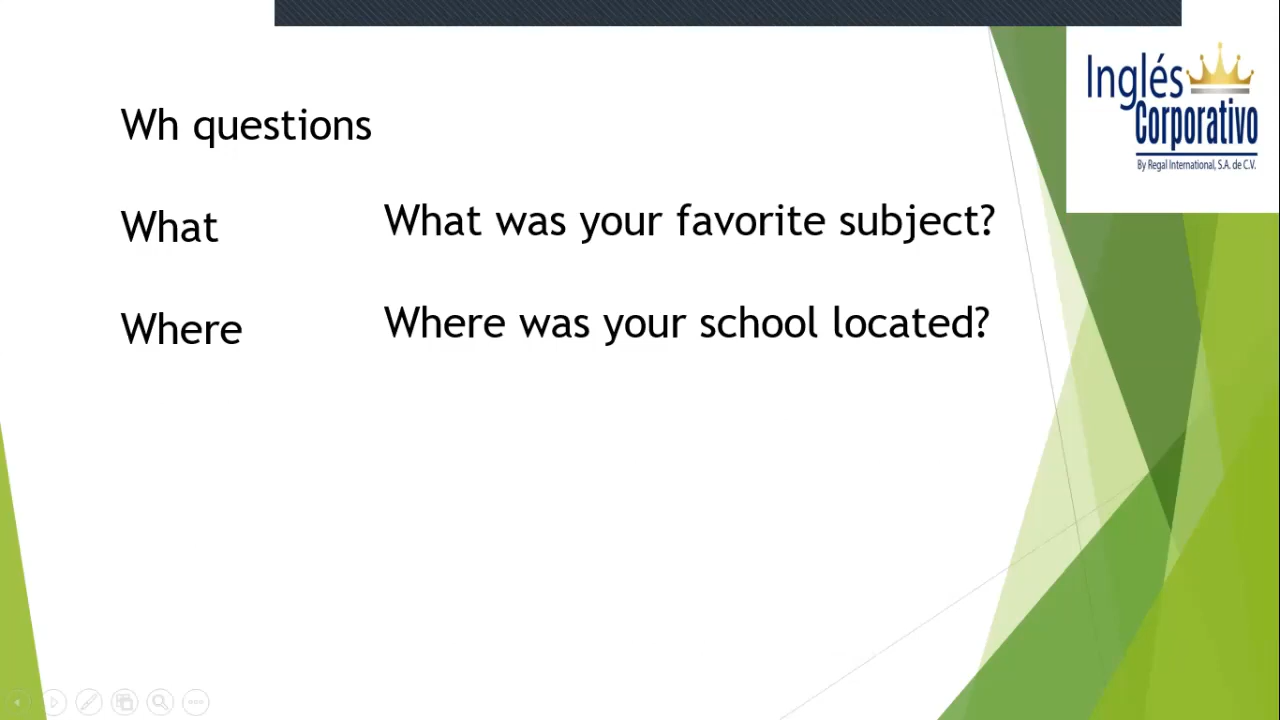 Inglés
Corporativo
By Regal International, S.A. de C.V.
Wh questions
What
What was your favorite subject?
Where
Where was your school located?